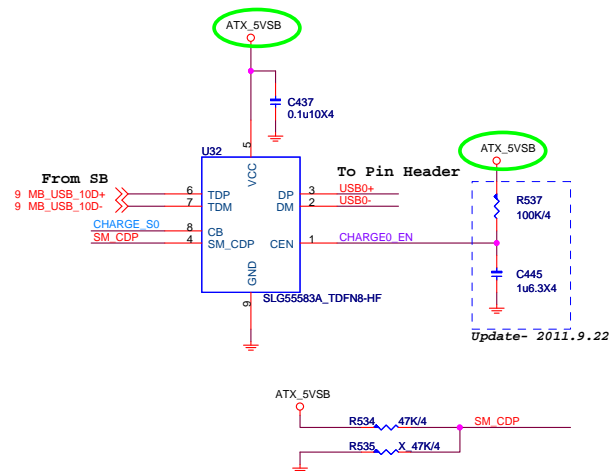 ATX_5VSB
C437
0.1u10X4
U32
5
VCC
ATX_5VSB
From SB
To Pin Header
9 MB_USB_10D+
6
TDP
DP
3
USB0+
9 MB_USB_10D-
7
TDM
DM
2
USB0-
R537
100K/4
CHARGE_S0
8
CB
SM_CDP
4
SM_CDP
CEN
1
CHARGE0_EN
GND
9
C445
1u6.3X4
SLG55583A_TDFN8-HF
Update- 2011.9.22
ATX_5VSB
R534
47K/4
SM_CDP
R535
X_47K/4